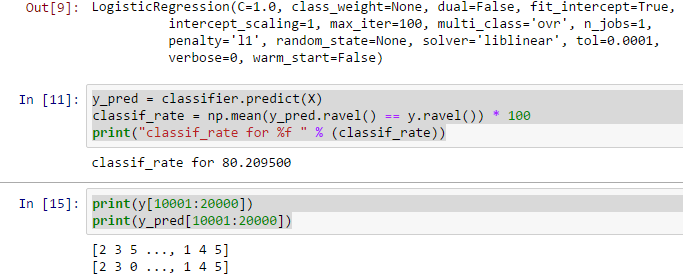 Out[9]: LogisticRegression(C=1.0, class_weight=None, dual=False, fit_intercept=True,
intercept_scaling=1, max_iter=100, multi_class='ovr', n_jobs=1,
penalty='l1', random_state=None, solver='liblinear', tol=0.0001,
verbose=0, warm_start=False)
In [11]: y_pred = classifier.predict(X)
classif_rate = np.mean(y_pred.ravel() == y.ravel()) * 100
print("classif_rate for %f " % (classif_rate))
classif_rate for 80.209500
In [15]: print(y[10001:20000])
print(y_pred[10001:20000])
[2 3 5 ..., 1 4 5]
[2 3 0 ..., 1 4 5]